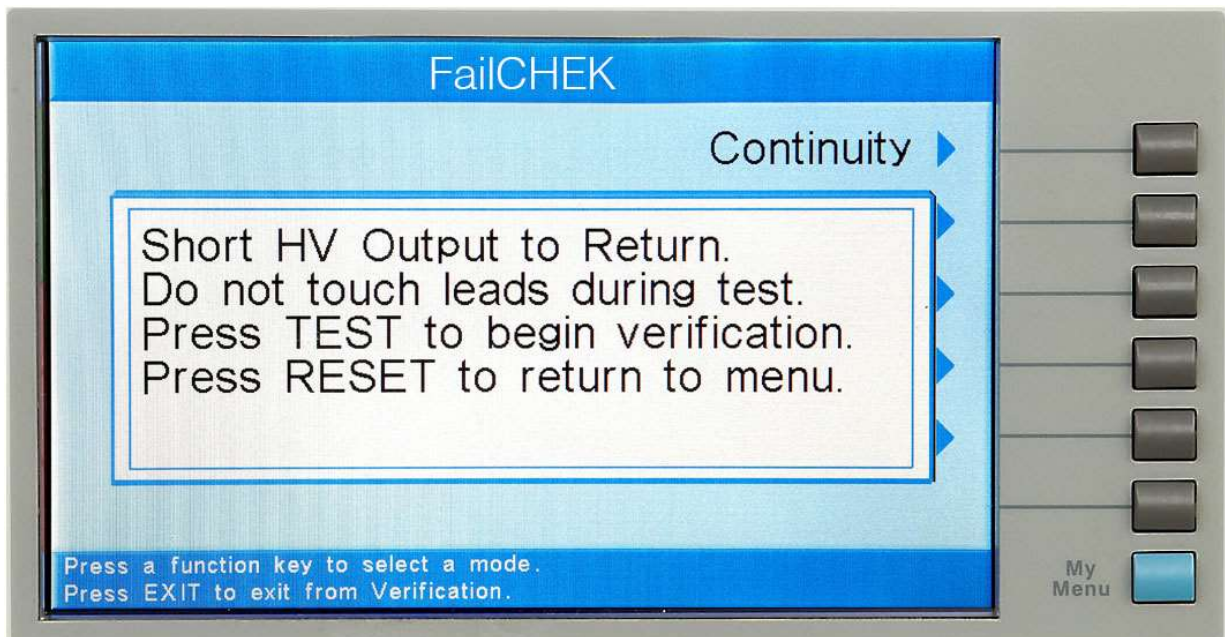 FailCHEK
Continuity
Short HV Output to Return.
Do not touch leads during test.
Press TEST to begin verification.
Press RESET to return to menu.
Press a function key to select a mode.
Press EXIT to exit from Verification.
My
Menu